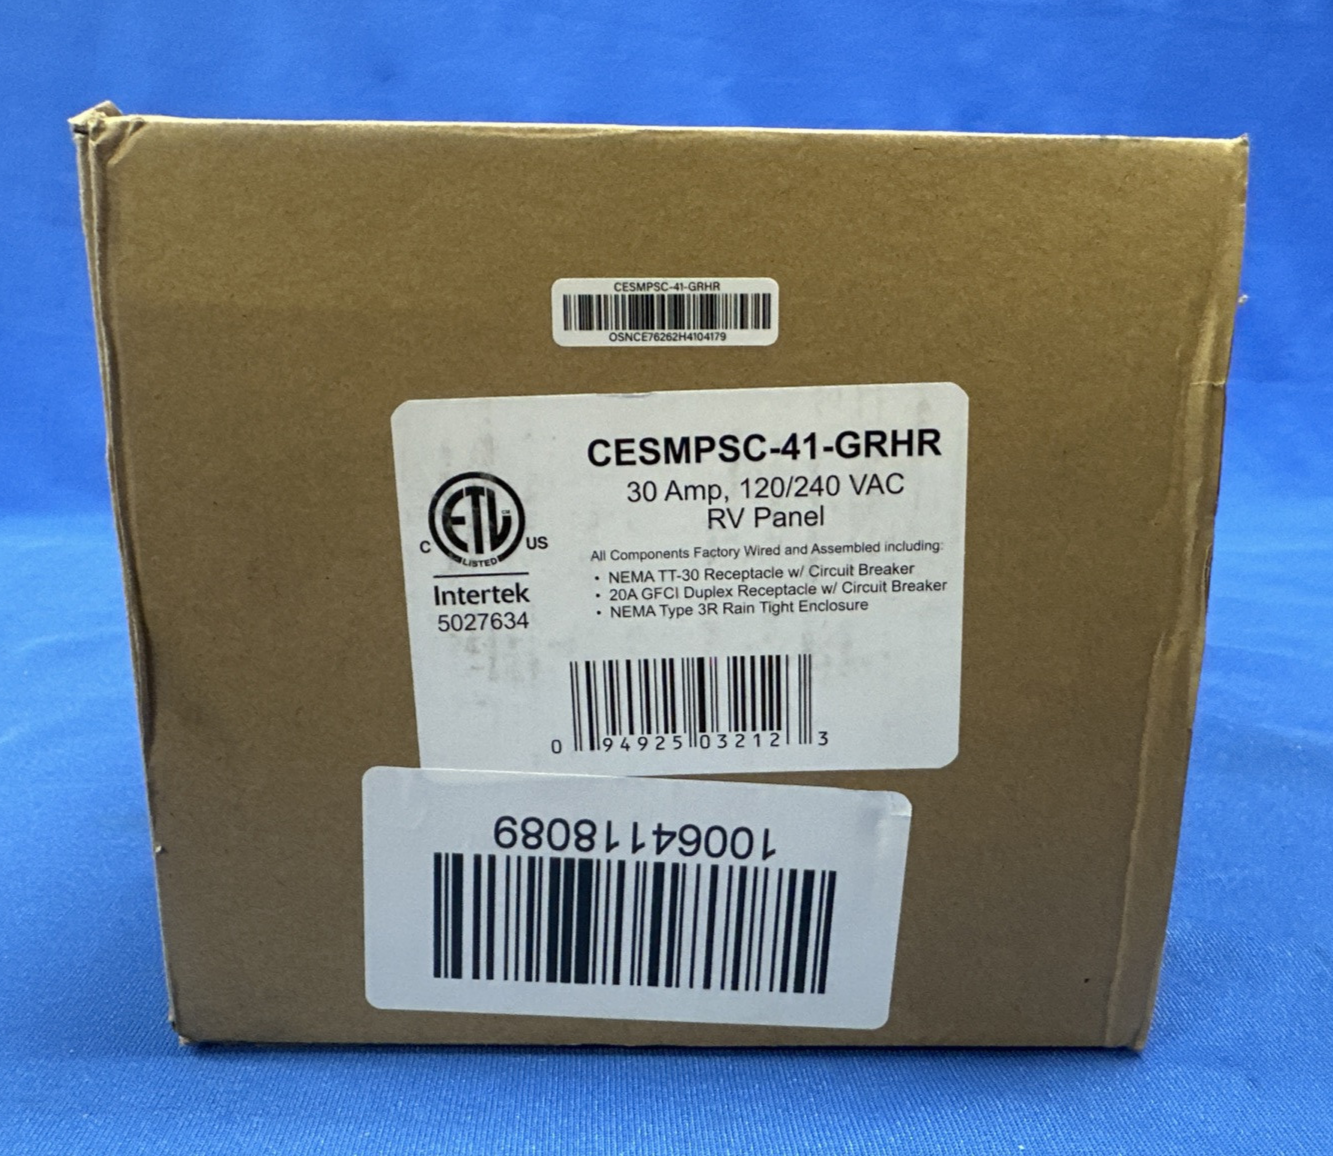 CESMPSC-41-GRHR
OSNCE76262H4104179
CESMPSC-41-GRHR
30 Amp, 120/240 VAC
RV Panel
All Components Factory Wired and Assembled including:
• NEMA TT-30 Receptacle w/ Circuit Breaker
• 20A GFCI Duplex Receptacle w/ Circuit Breaker
• NEMA Type 3R Rain Tight Enclosure
ETL
C US
LISTED
Intertek
5027634
0 94925 03212 3
10064118089